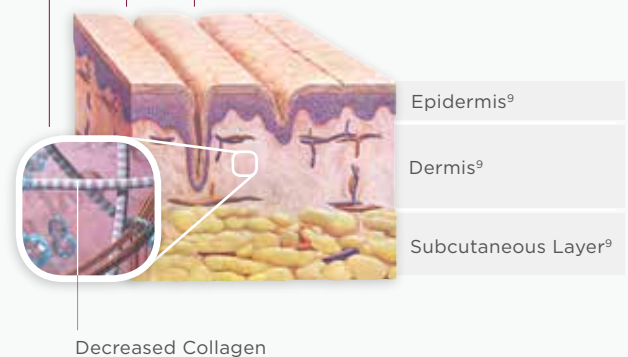 Epidermis⁹
Dermis⁹
Subcutaneous Layer⁹
Decreased Collagen